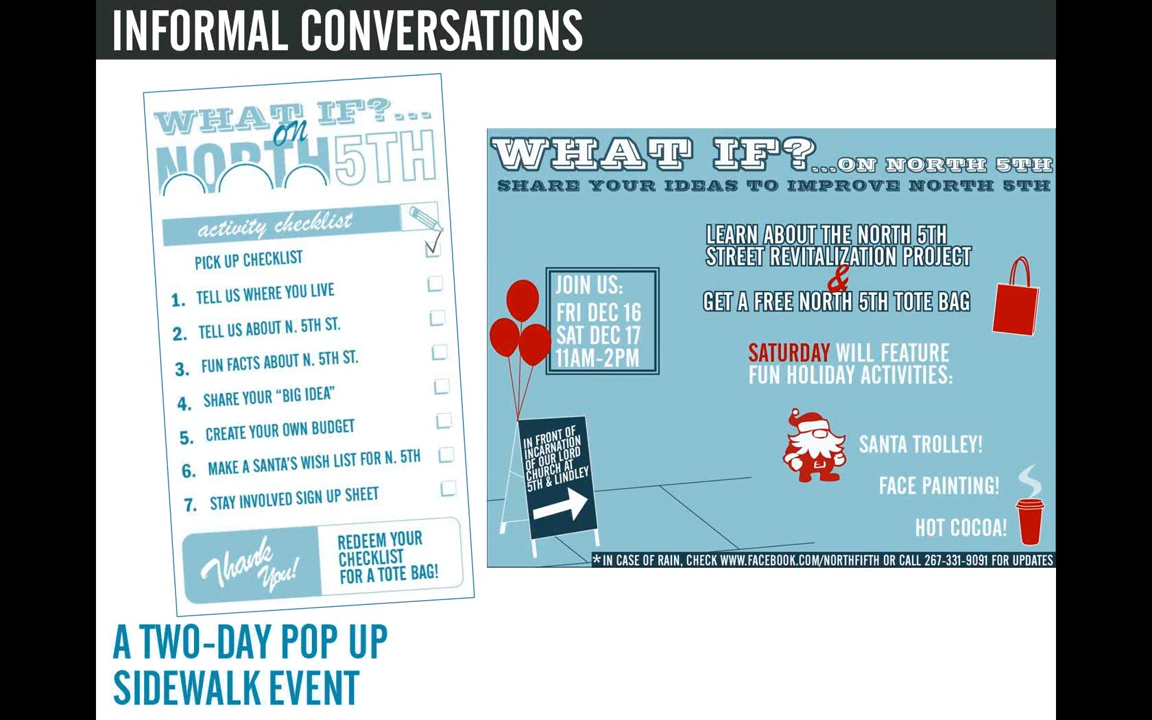 INFORMAL CONVERSATIONS
WHAT IF?...
on
NORTH 5TH
activity checklist
PICK UP CHECKLIST
1. TELL US WHERE YOU LIVE
2. TELL US ABOUT N. 5TH ST.
3. FUN FACTS ABOUT N. 5TH ST.
4. SHARE YOUR “BIG IDEA”
5. CREATE YOUR OWN BUDGET
6. MAKE A SANTA'S WISH LIST FOR N. 5TH
7. STAY INVOLVED SIGN UP SHEET
Thank
You!
REDEEM YOUR
CHECKLIST
FOR A TOTE BAG!
WHAT IF?...ON NORTH 5TH
SHARE YOUR IDEAS TO IMPROVE NORTH 5TH
LEARN ABOUT THE NORTH 5TH
STREET REVITALIZATION PROJECT
&
GET A FREE NORTH 5TH TOTE BAG
JOIN US:
FRI DEC 16
SAT DEC 17
11AM-2PM
SATURDAY WILL FEATURE
FUN HOLIDAY ACTIVITIES:
IN FRONT OF
INCARNATION
OF OUR LORD
CHURCH AT
5TH & LINDLEY
SANTA TROLLEY!
FACE PAINTING!
HOT COCOA!
*IN CASE OF RAIN, CHECK WWW.FACEBOOK.COM/NORTHFIFTH OR CALL 267-331-9091 FOR UPDATES
A TWO-DAY POP UP
SIDEWALK EVENT